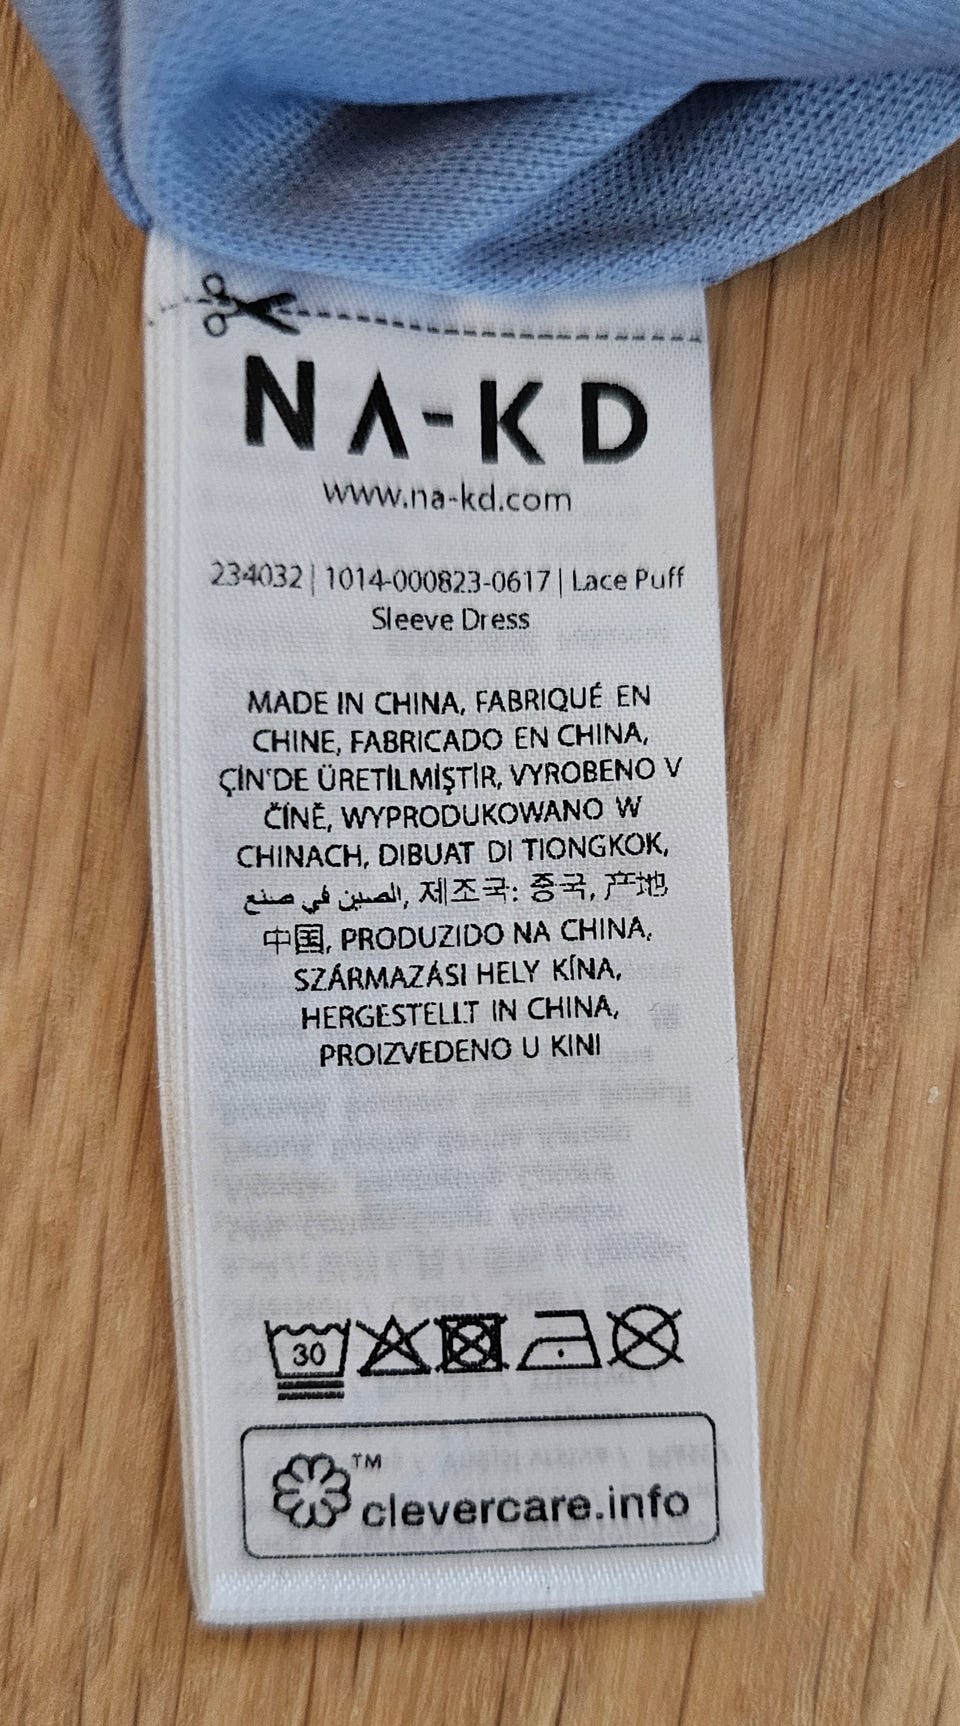 NA-KD
www.na-kd.com
234032 | 1014-000823-0617 | Lace Puff
Sleeve Dress
MADE IN CHINA, FABRIQUÉ EN
CHINE, FABRICADO EN CHINA,
ÇİN'DE ÜRETİLMİŞTİR, VYROBENO V
ČÍNĚ, WYPRODUKOWANO W
CHINACH, DIBUAT DI TIONGKOK,
الصين في صنع, 제조국: 중국, 产地
中国, PRODUZIDO NA CHINA,
SZÁRMAZÁSI HELY KÍNA,
HERGESTELLT IN CHINA,
PROIZVEDENO U KINI
30
TM
clevercare.info